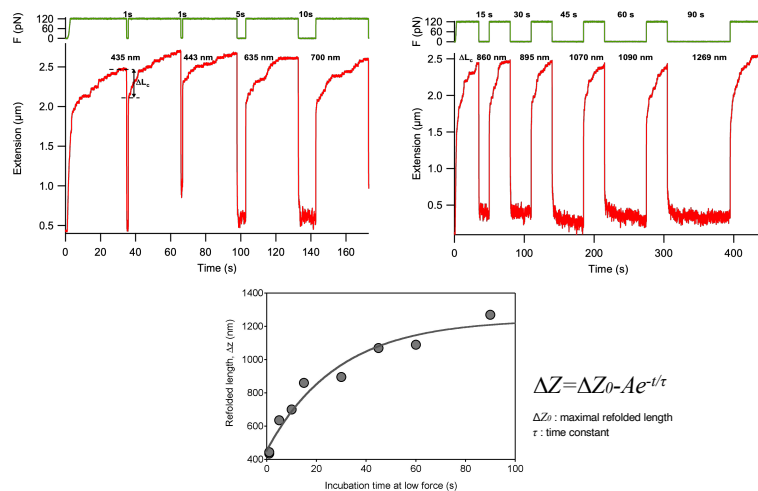 1s 1s 5s 10s
F (pN)
120
60
0
435 nm 443 nm 635 nm 700 nm
ΔLc
Extension (µm)
2.5
2.0
1.5
1.0
0.5
0 20 40 60 80 100 120 140 160
Time (s)
15 s 30 s 45 s 60 s 90 s
F (pN)
120
60
0
ΔLc 860 nm 895 nm 1070 nm 1090 nm 1269 nm
Extension (µm)
2.5
2.0
1.5
1.0
0.5
0 100 200 300 400
Time (s)
Refolded length, Δz (nm)
1400
1200
1000
800
600
400
0 20 40 60 80 100
Incubation time at low force (s)
ΔZ=ΔZ0-Ae-t/τ
ΔZ0 : maximal refolded length
τ : time constant